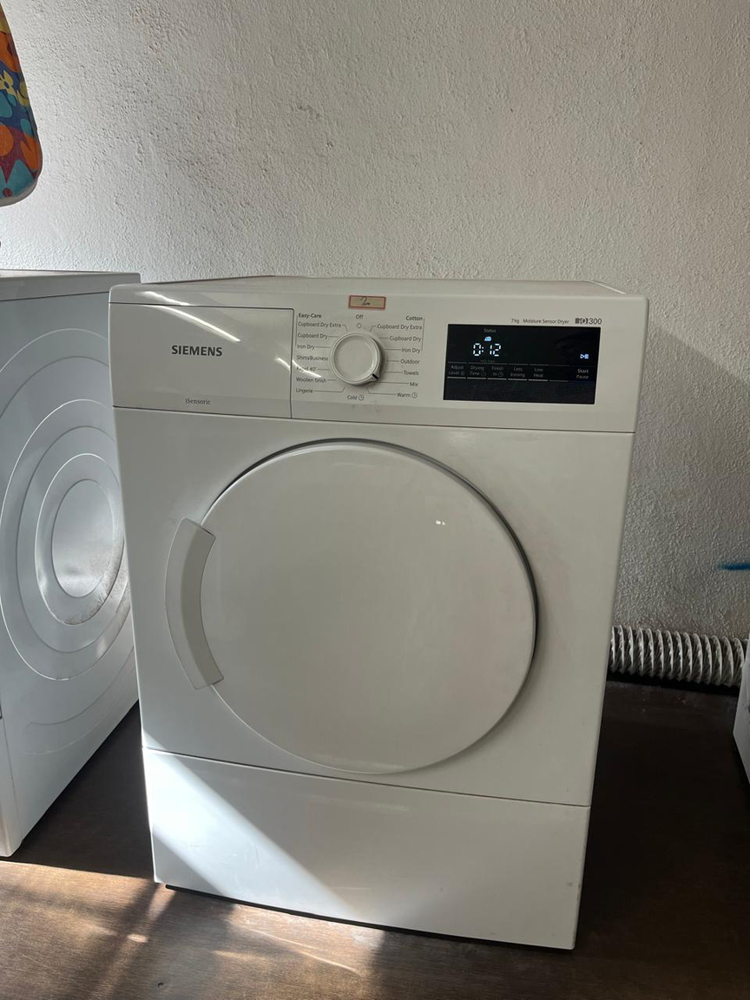 2
SIEMENS
iSensoric
Off
Easy-Care
Cupboard Dry Extra
Cupboard Dry
Iron Dry
Shirts/Business
Rapid 40'
Woollen finish
Lingerie
Cold
Cotton
Cupboard Dry Extra
Cupboard Dry
Iron Dry
Outdoor
Towels
Mix
Warm
7kg Moisture Sensor Dryer iQ300
Status
0:12
Adjust Level
Drying Time
Finish In
Less Ironing
Low Heat
Start Pause